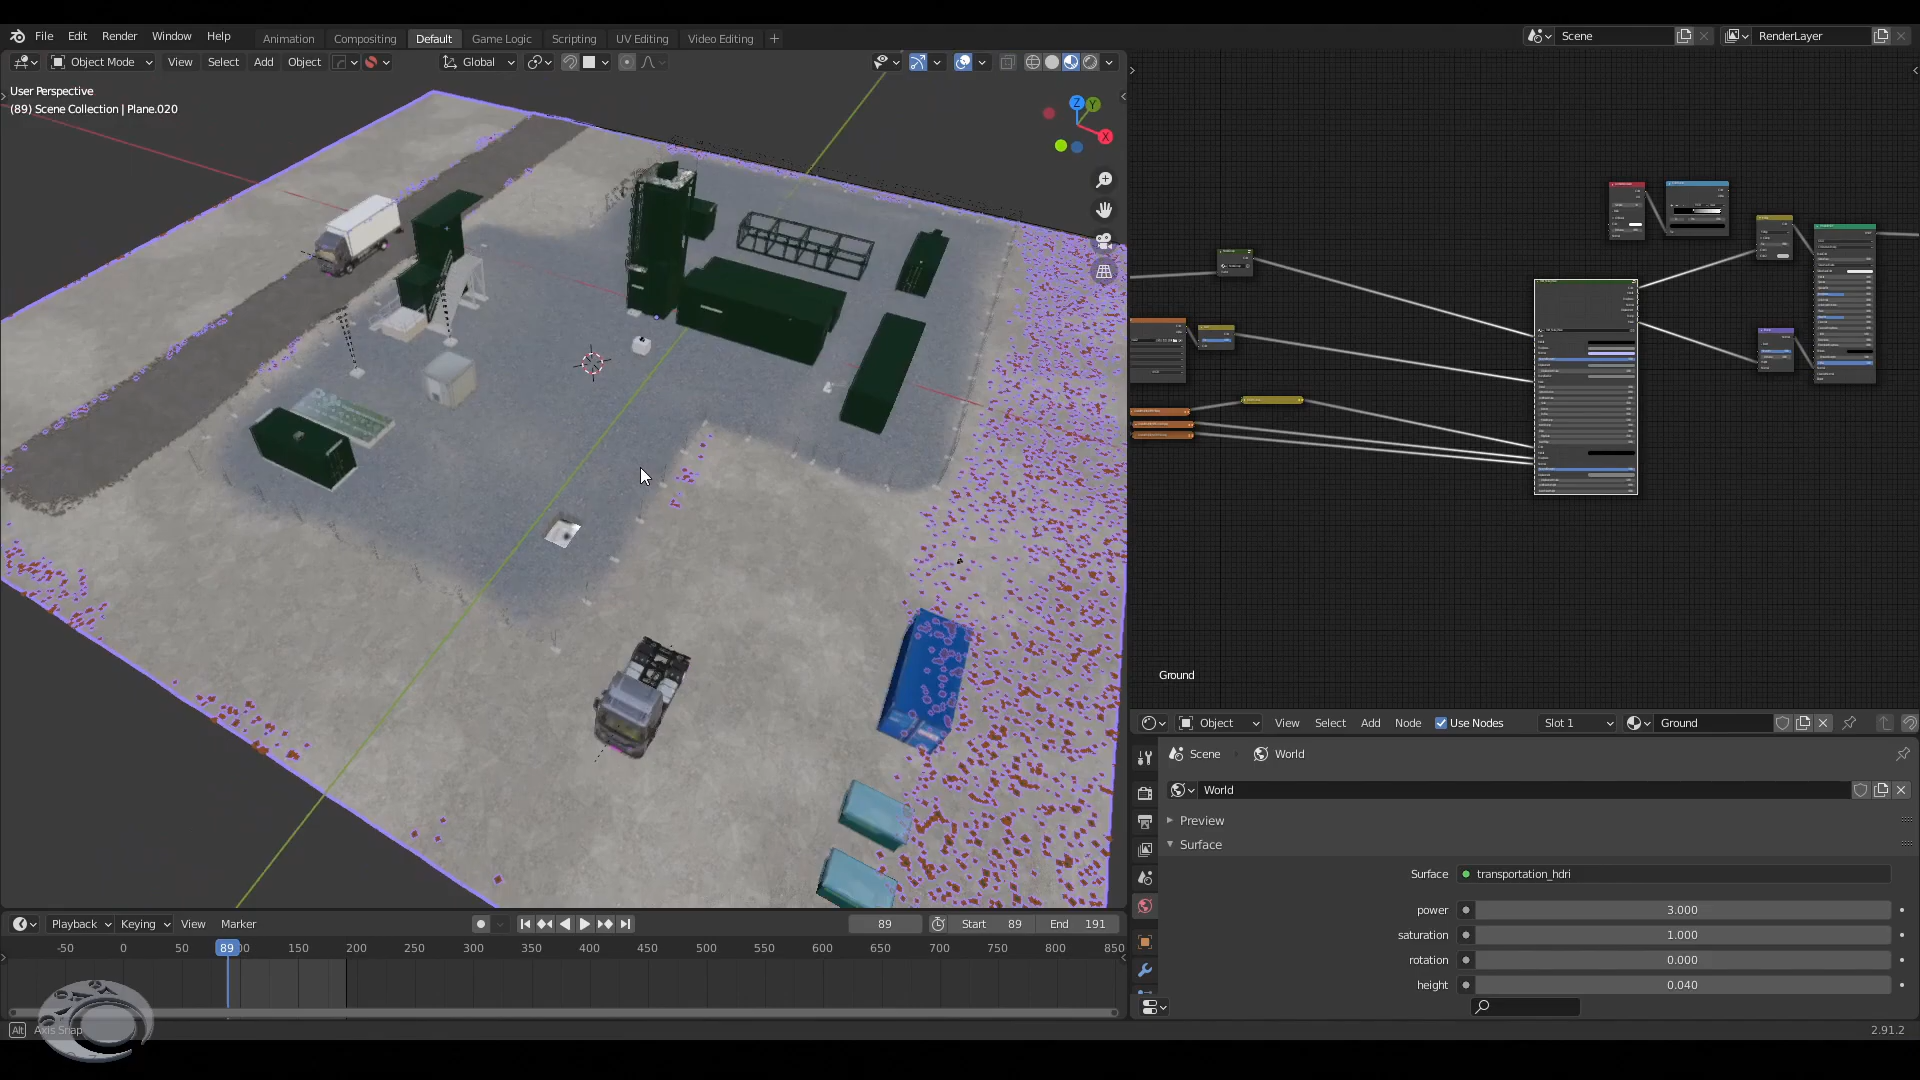 File Edit Render Window Help
Animation Compositing Default Game Logic Scripting UV Editing Video Editing +
Scene
RenderLayer
Object Mode View Select Add Object
Global
User Perspective
(89) Scene Collection | Plane.020
Z Y
X
Ground
Object View Select Add Node Use Nodes Slot 1 Ground
Scene World
World
Preview
Surface
Surface transportation_hdri
power 3.000
saturation 1.000
rotation 0.000
height 0.040
Playback Keying View Marker
89 Start 89 End 191
-50 0 50 89 00 150 200 250 300 350 400 450 500 550 600 650 700 750 800 850
Alt Axis Snap
2.91.2